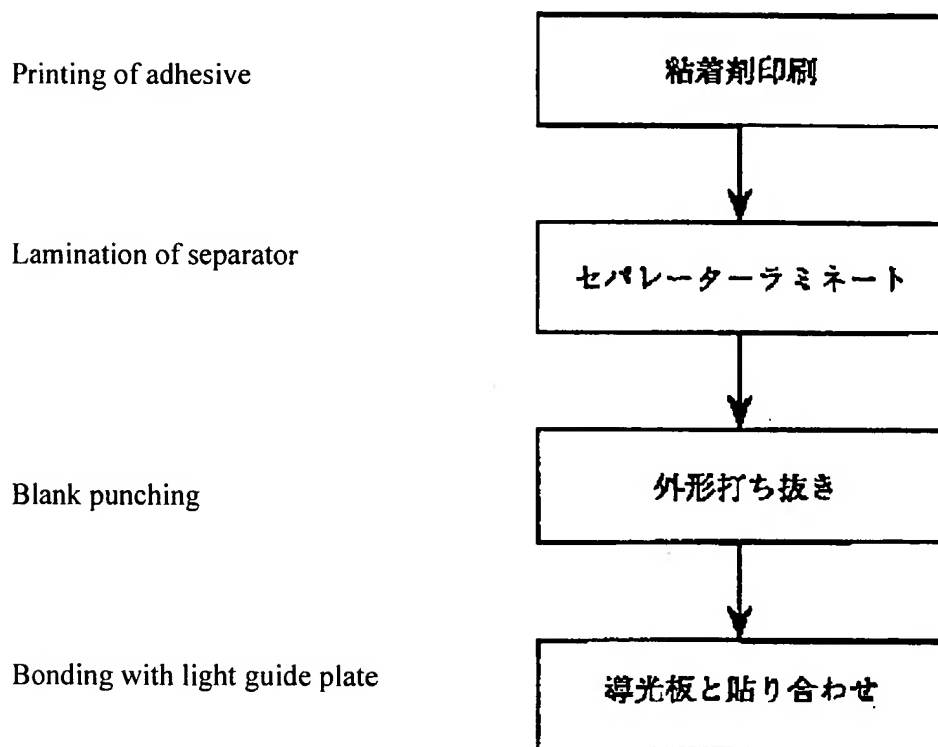 Printing of adhesive
粘着剤印刷
Lamination of separator
セパレーターラミネート
Blank punching
外形打ち抜き
Bonding with light guide plate
導光板と貼り合わせ